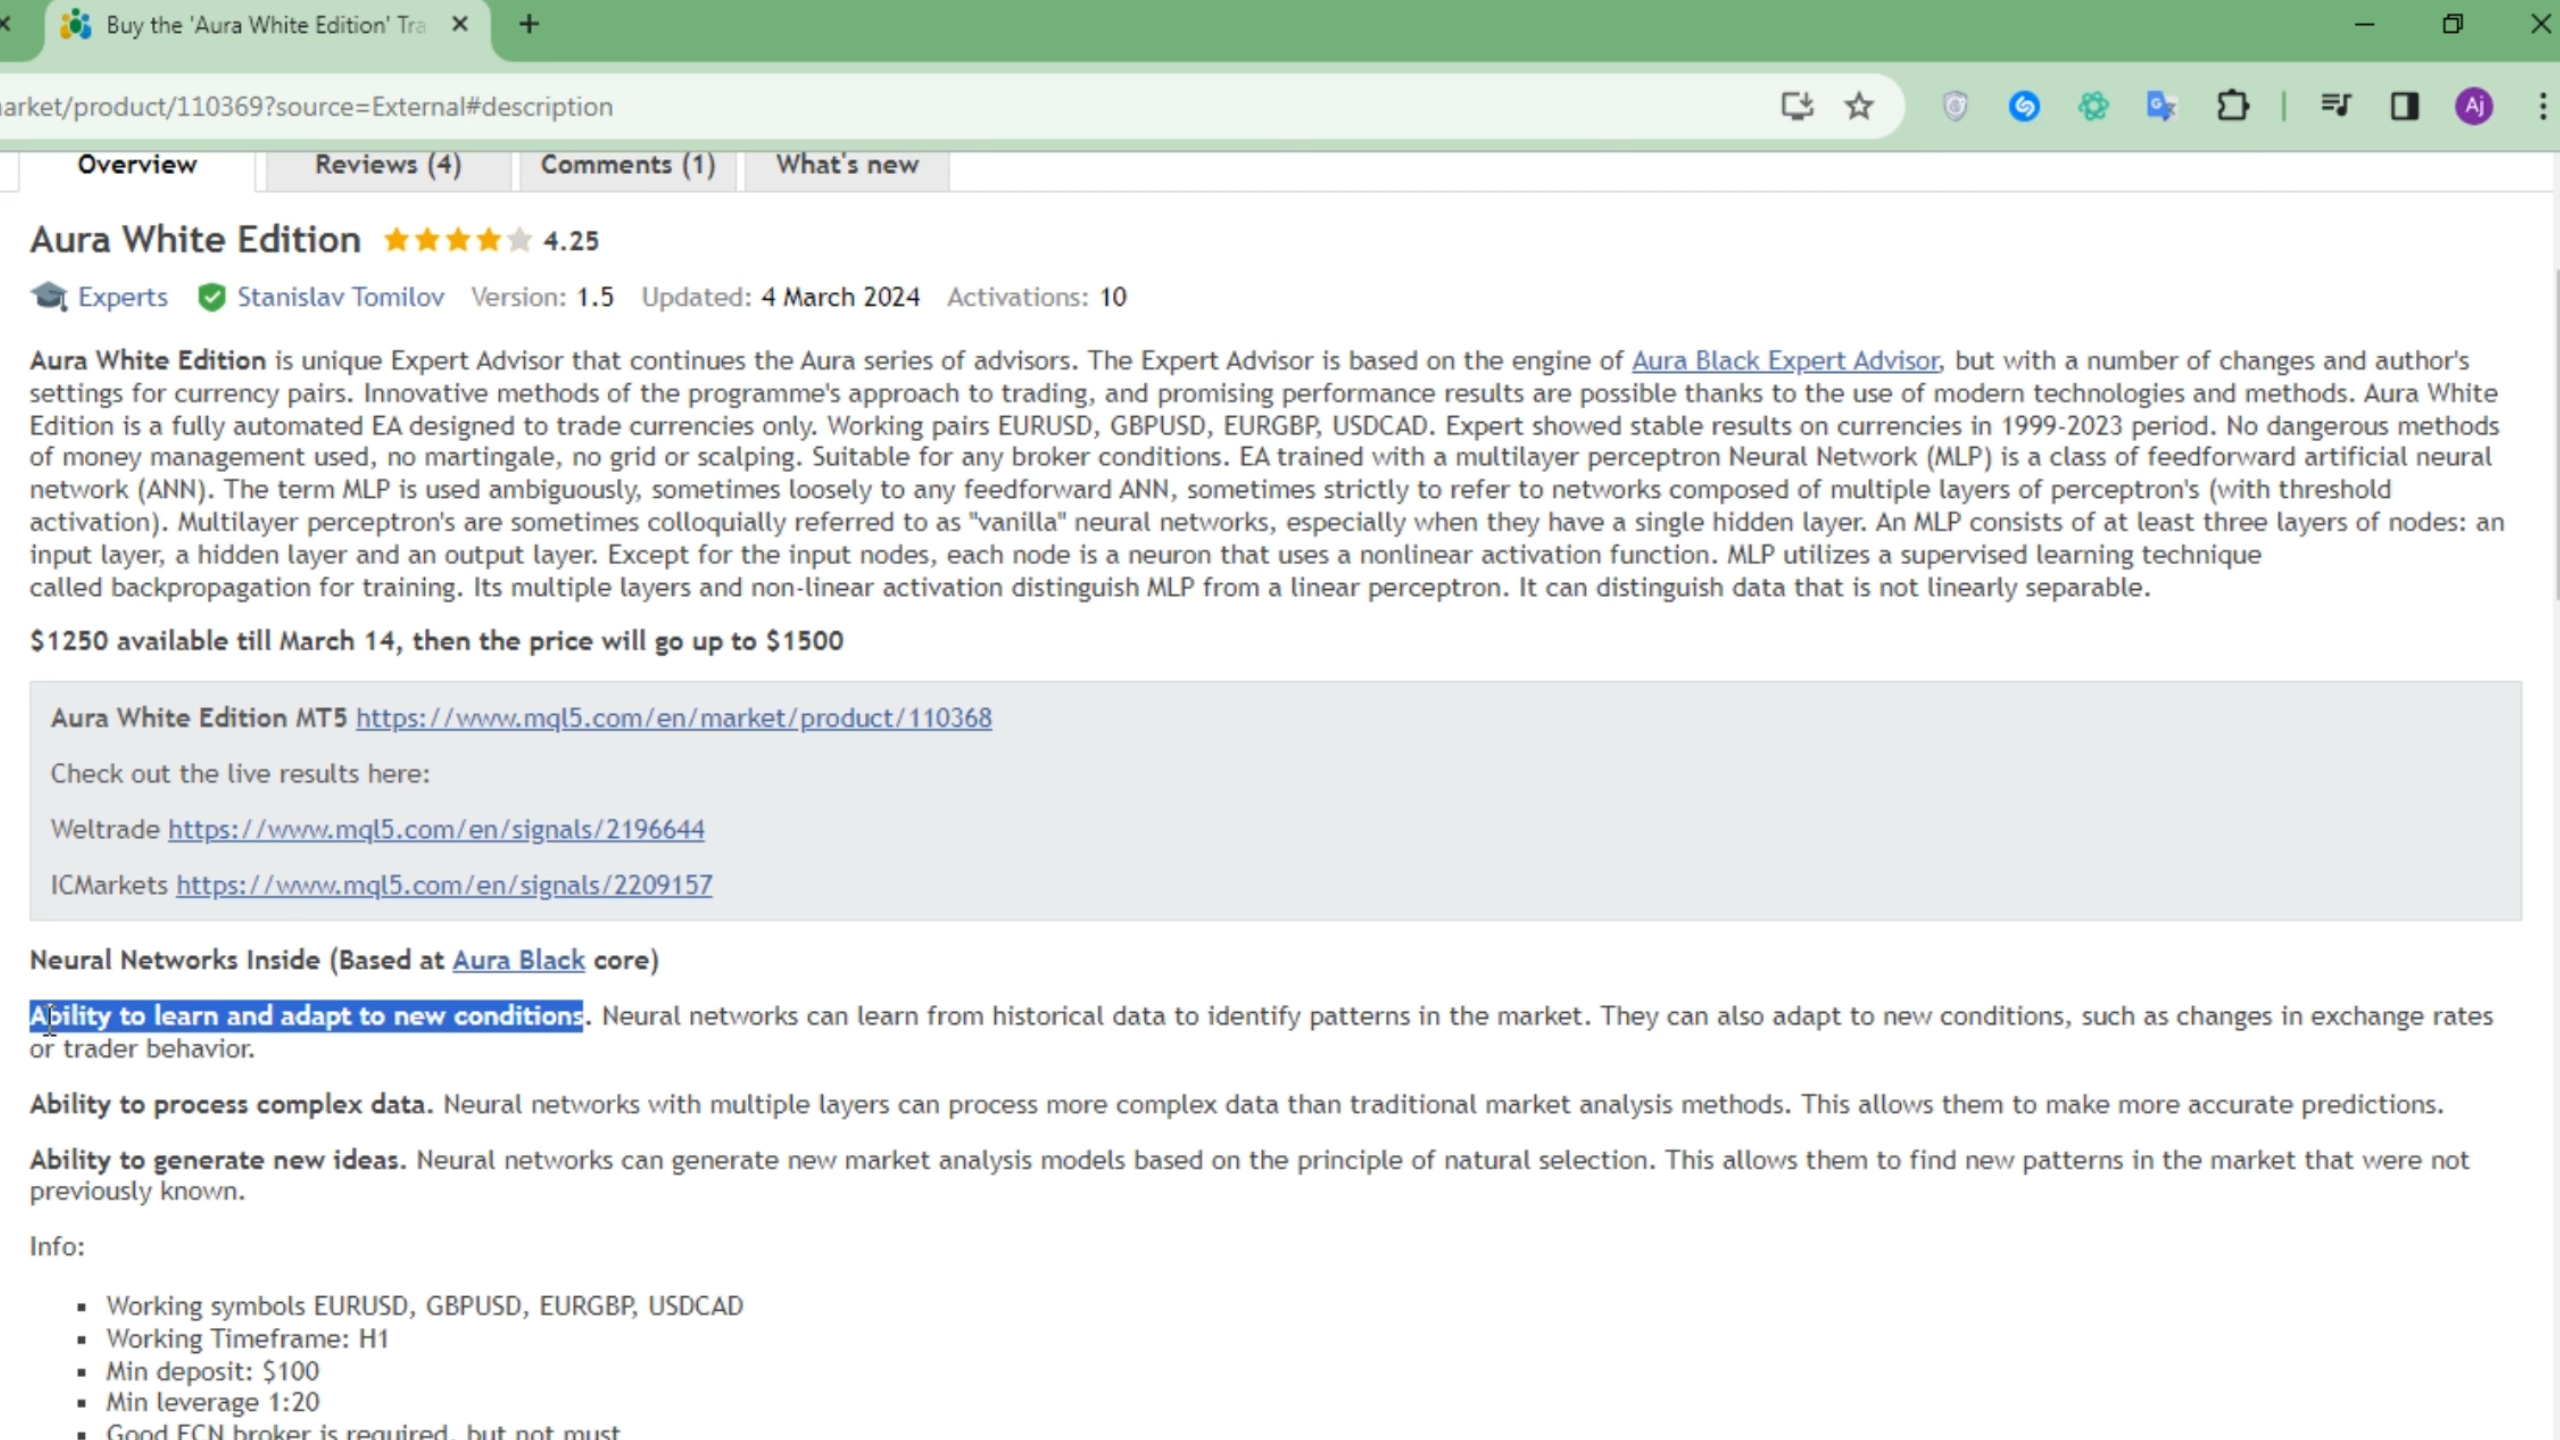 Buy the 'Aura White Edition' Tra
arket/product/110369?source=External#description
Aj
Overview
Reviews (4)
Comments (1)
What's new
Aura White Edition 4.25
Experts Stanislav Tomilov Version: 1.5 Updated: 4 March 2024 Activations: 10
Aura White Edition is unique Expert Advisor that continues the Aura series of advisors. The Expert Advisor is based on the engine of Aura Black Expert Advisor, but with a number of changes and author's
settings for currency pairs. Innovative methods of the programme's approach to trading, and promising performance results are possible thanks to the use of modern technologies and methods. Aura White
Edition is a fully automated EA designed to trade currencies only. Working pairs EURUSD, GBPUSD, EURGBP, USDCAD. Expert showed stable results on currencies in 1999-2023 period. No dangerous methods
of money management used, no martingale, no grid or scalping. Suitable for any broker conditions. EA trained with a multilayer perceptron Neural Network (MLP) is a class of feedforward artificial neural
network (ANN). The term MLP is used ambiguously, sometimes loosely to any feedforward ANN, sometimes strictly to refer to networks composed of multiple layers of perceptron's (with threshold
activation). Multilayer perceptron's are sometimes colloquially referred to as "vanilla" neural networks, especially when they have a single hidden layer. An MLP consists of at least three layers of nodes: an
input layer, a hidden layer and an output layer. Except for the input nodes, each node is a neuron that uses a nonlinear activation function. MLP utilizes a supervised learning technique
called backpropagation for training. Its multiple layers and non-linear activation distinguish MLP from a linear perceptron. It can distinguish data that is not linearly separable.
$1250 available till March 14, then the price will go up to $1500
Aura White Edition MT5 https://www.mql5.com/en/market/product/110368
Check out the live results here:
Weltrade https://www.mql5.com/en/signals/2196644
ICMarkets https://www.mql5.com/en/signals/2209157
Neural Networks Inside (Based at Aura Black core)
Ability to learn and adapt to new conditions. Neural networks can learn from historical data to identify patterns in the market. They can also adapt to new conditions, such as changes in exchange rates
or trader behavior.
Ability to process complex data. Neural networks with multiple layers can process more complex data than traditional market analysis methods. This allows them to make more accurate predictions.
Ability to generate new ideas. Neural networks can generate new market analysis models based on the principle of natural selection. This allows them to find new patterns in the market that were not
previously known.
Info:
Working symbols EURUSD, GBPUSD, EURGBP, USDCAD
Working Timeframe: H1
Min deposit: $100
Min leverage 1:20
Good ECN broker is required, but not must